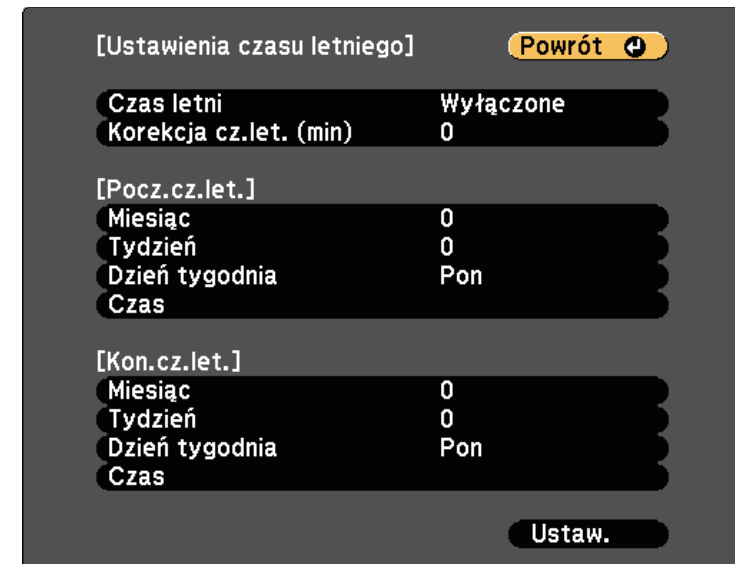 [Ustawienia czasu letniego] Powrót
Czas letni Wyłączone
Korekcja cz.let. (min) 0
[Pocz.cz.let.]
Miesiąc 0
Tydzień 0
Dzień tygodnia Pon
Czas
[Kon.cz.let.]
Miesiąc 0
Tydzień 0
Dzień tygodnia Pon
Czas
Ustaw.